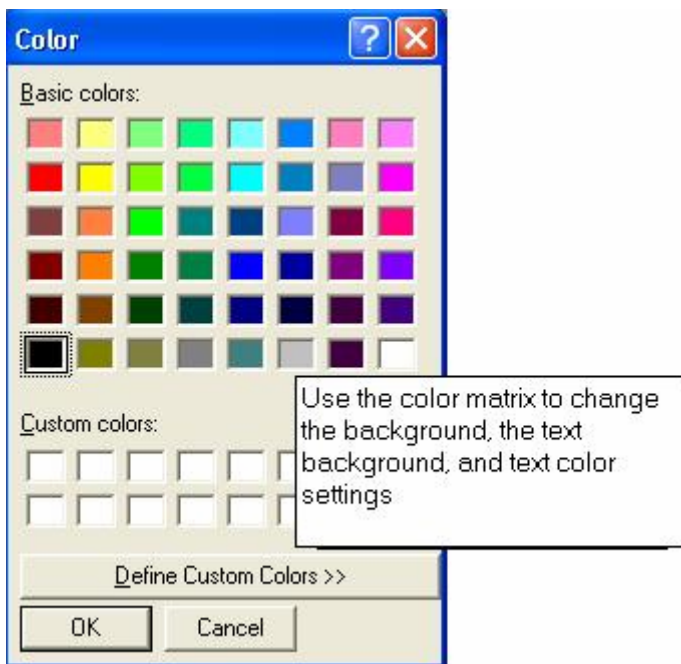 Color
?
Basic colors:
Use the color matrix to change
the background, the text
background, and text color
settings
Custom colors:
Define Custom Colors >>
OK Cancel